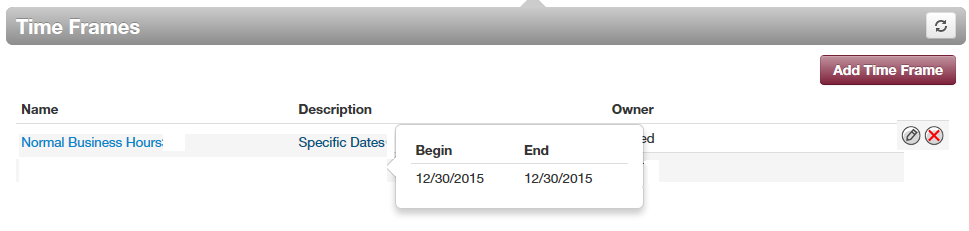 Time Frames
Add Time Frame
Name Description Owner
Normal Business Hours Specific Dates
Begin End
12/30/2015 12/30/2015